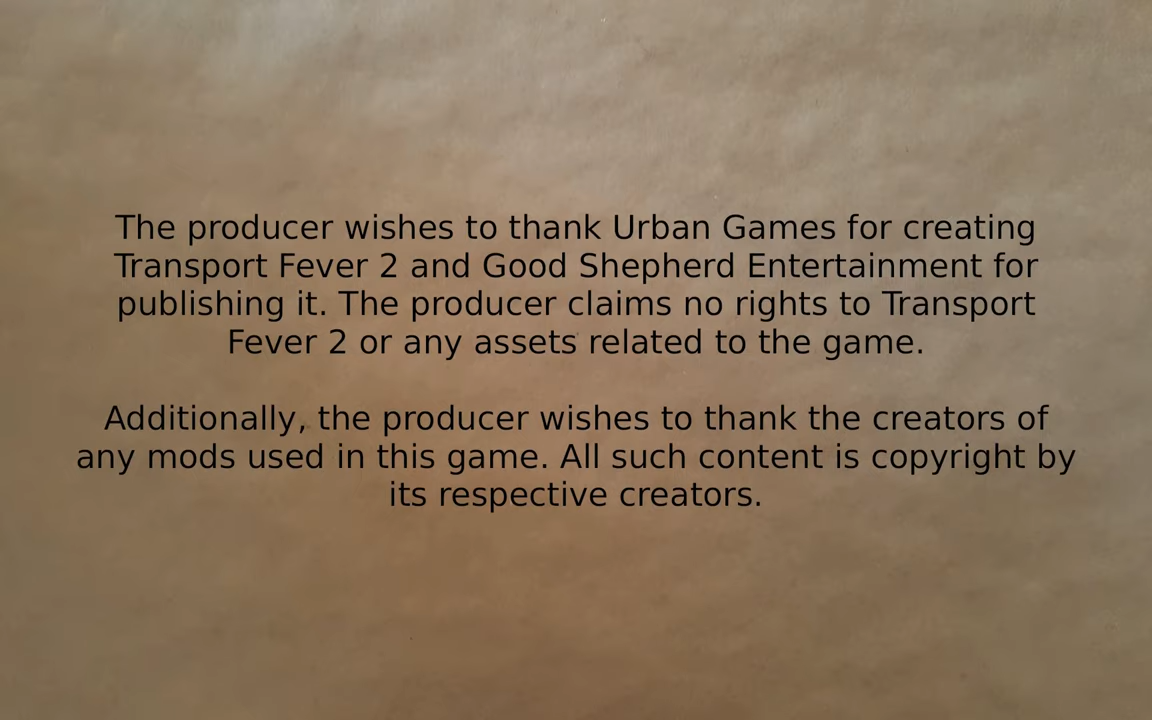 The producer wishes to thank Urban Games for creating
Transport Fever 2 and Good Shepherd Entertainment for
publishing it. The producer claims no rights to Transport
Fever 2 or any assets related to the game.
Additionally, the producer wishes to thank the creators of
any mods used in this game. All such content is copyright by
its respective creators.